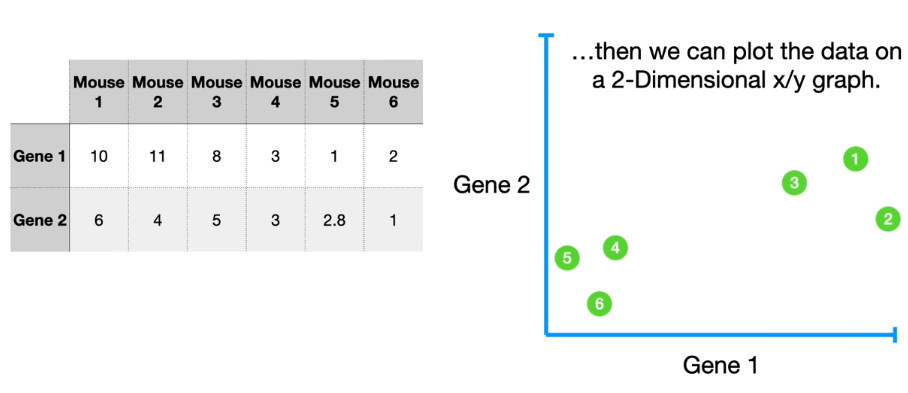 Mouse 1 Mouse 2 Mouse 3 Mouse 4 Mouse 5 Mouse 6
Gene 1 10 11 8 3 1 2
Gene 2 6 4 5 3 2.8 1
...then we can plot the data on
a 2-Dimensional x/y graph.
Gene 2
1
3
2
4
5
6
Gene 1